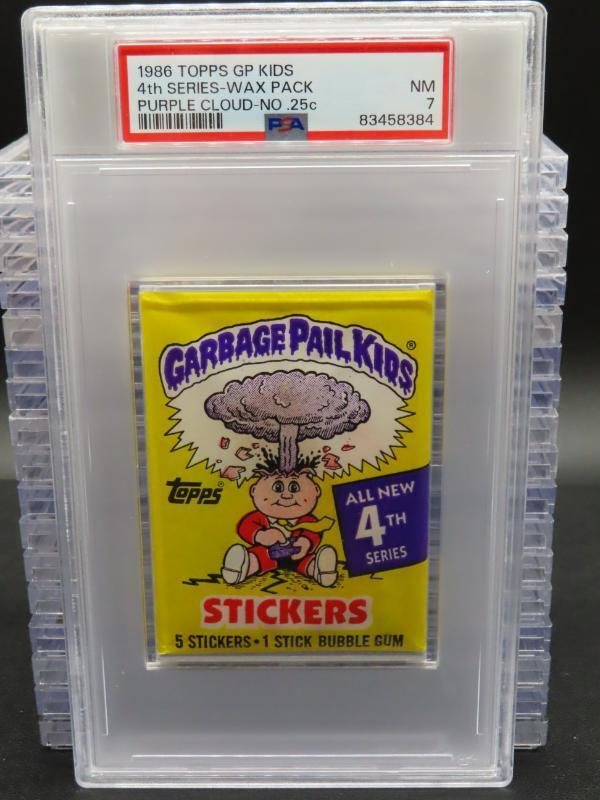 1986 TOPPS GP KIDS
4th SERIES-WAX PACK
PURPLE CLOUD-NO .25c
NM
7
83458384
PSA
GARBAGE PAIL KIDS®
TOPPS®
ALL NEW
4TH
SERIES
STICKERS
5 STICKERS • 1 STICK BUBBLE GUM